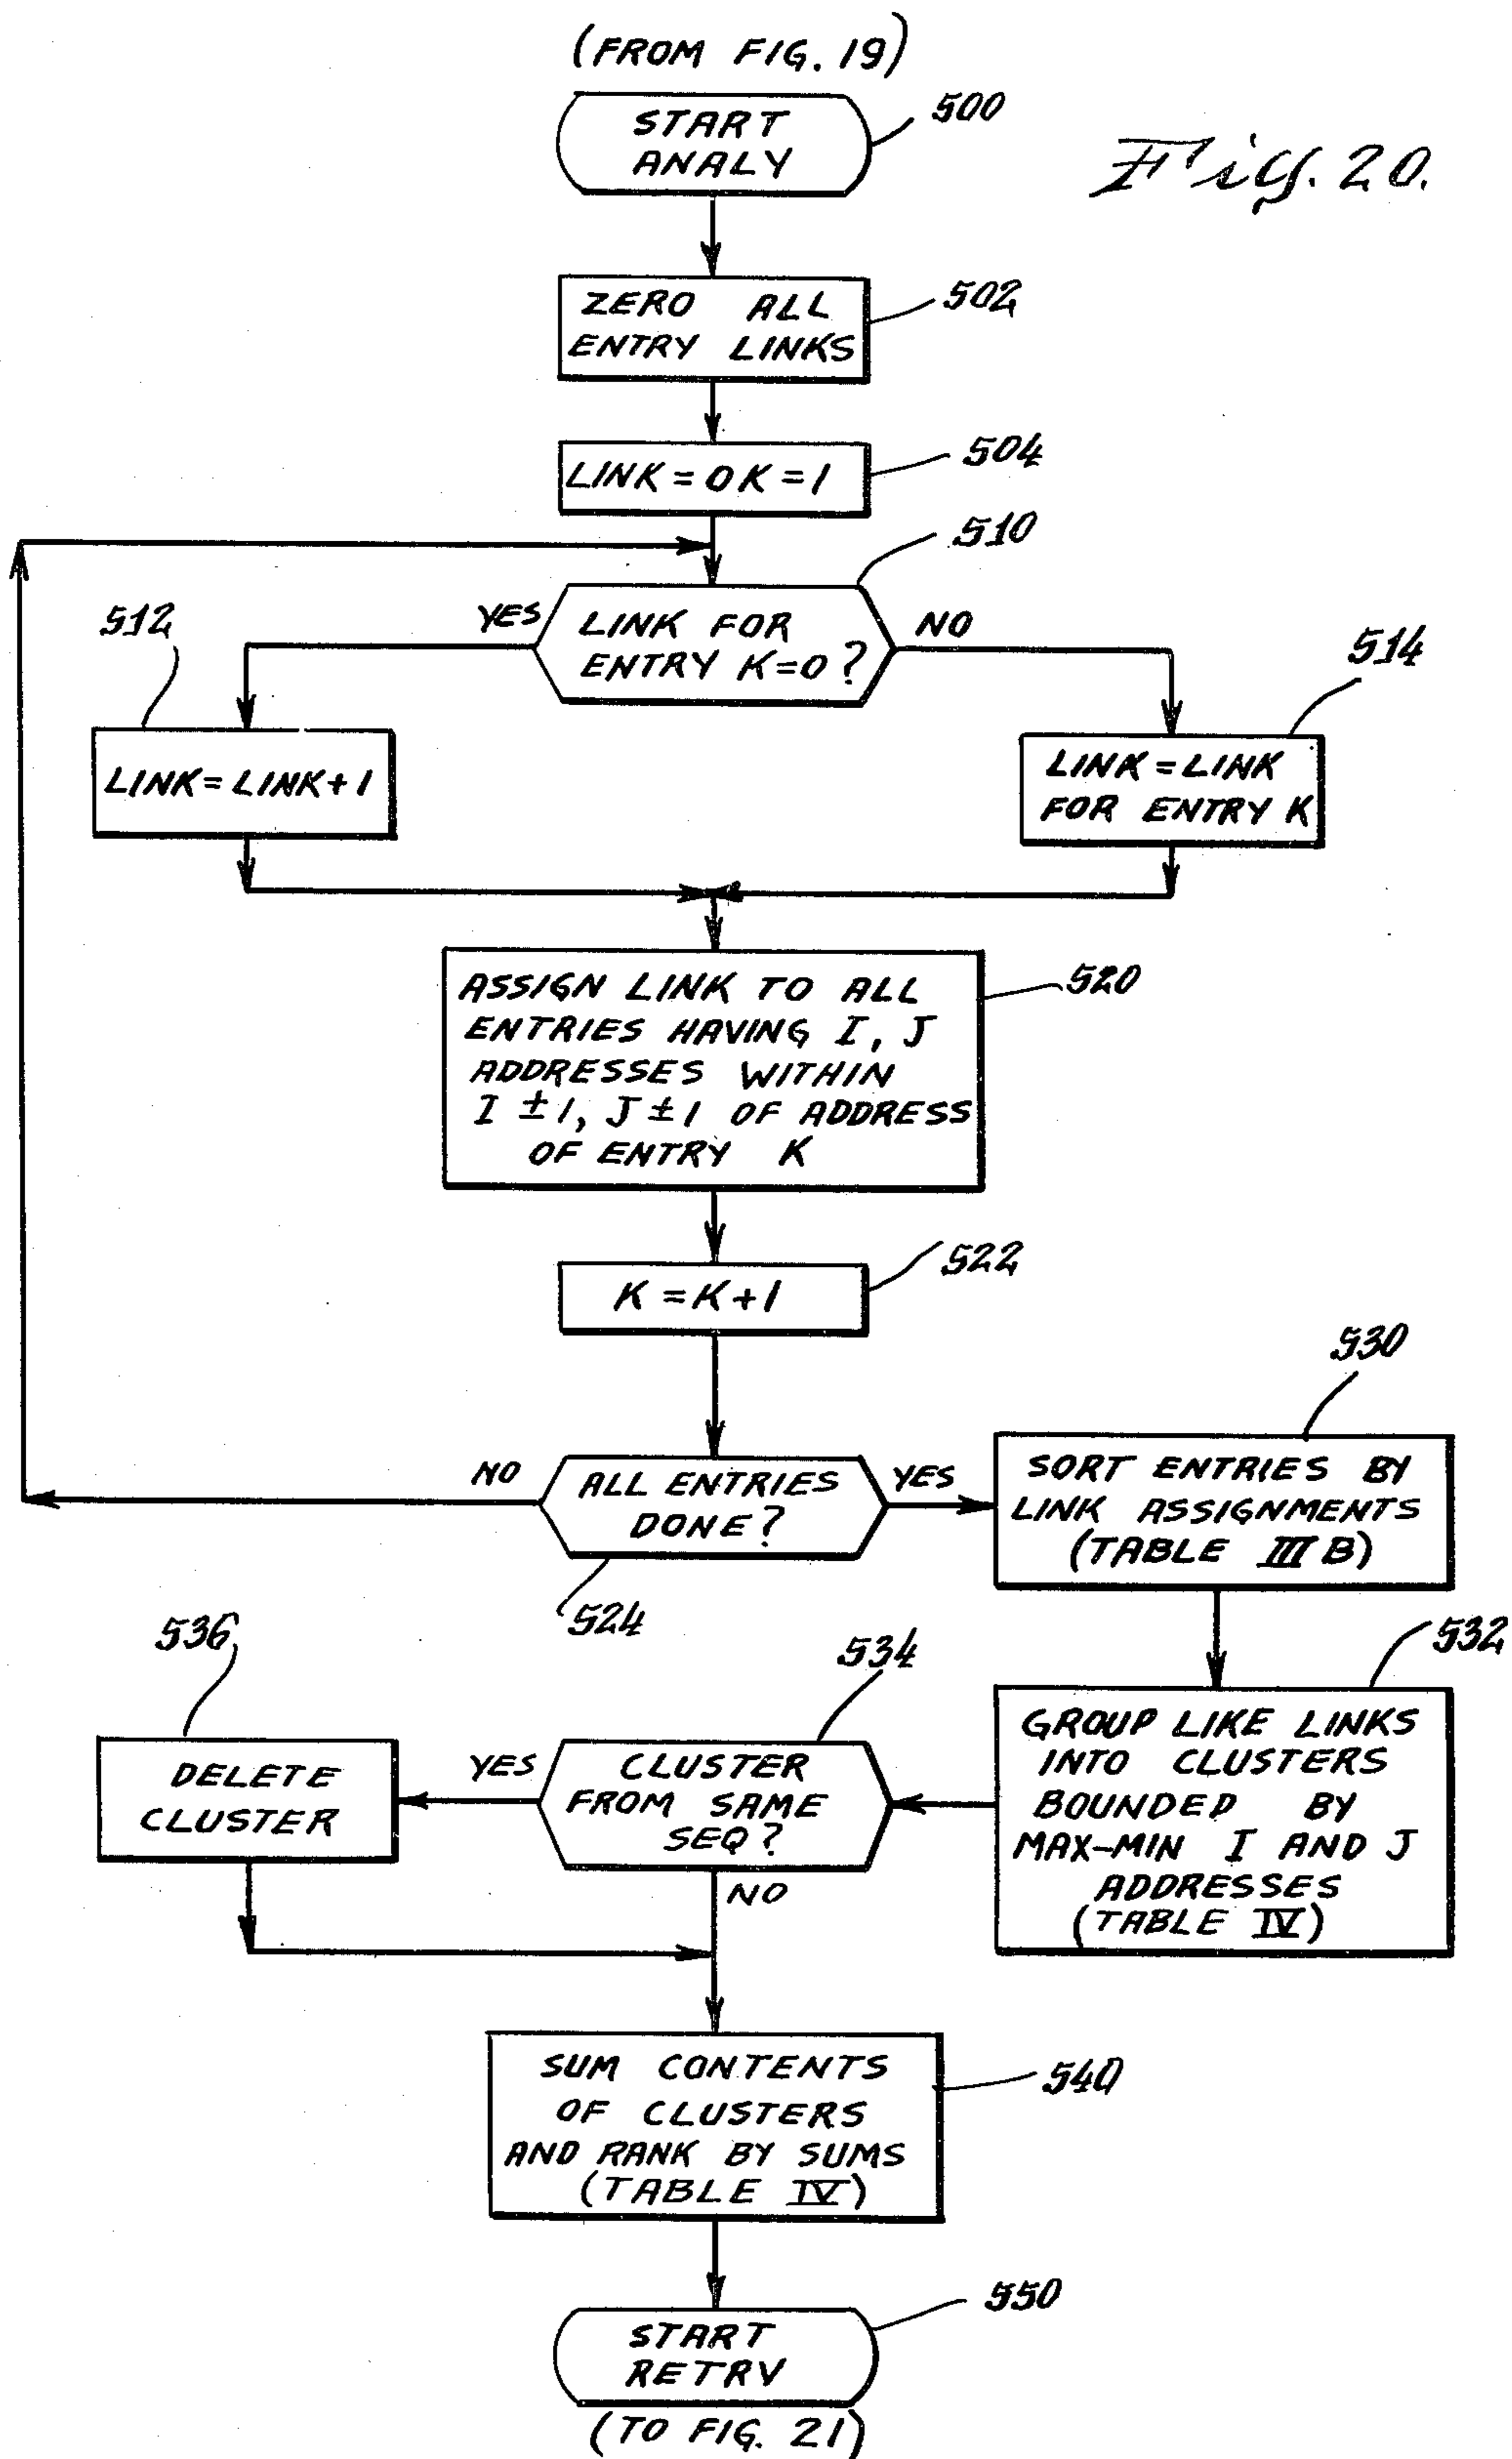 (FROM FIG. 19)
START
ANALY
500
Fig. 20.
ZERO ALL
ENTRY LINKS
502
LINK = 0 K = 1
504
510
LINK FOR
ENTRY K=0?
YES
NO
512
514
LINK = LINK + 1
LINK = LINK
FOR ENTRY K
ASSIGN LINK TO ALL
ENTRIES HAVING I, J
ADDRESSES WITHIN
I ± 1, J ± 1 OF ADDRESS
OF ENTRY K
520
K = K + 1
522
530
NO
ALL ENTRIES
DONE?
YES
524
SORT ENTRIES BY
LINK ASSIGNMENTS
(TABLE III B)
532
GROUP LIKE LINKS
INTO CLUSTERS
BOUNDED BY
MAX-MIN I AND J
ADDRESSES
(TABLE IV)
534
CLUSTER
FROM SAME
SEQ?
YES
NO
536
DELETE
CLUSTER
SUM CONTENTS
OF CLUSTERS
AND RANK BY SUMS
(TABLE IV)
540
START
RETRV
550
(TO FIG. 21)